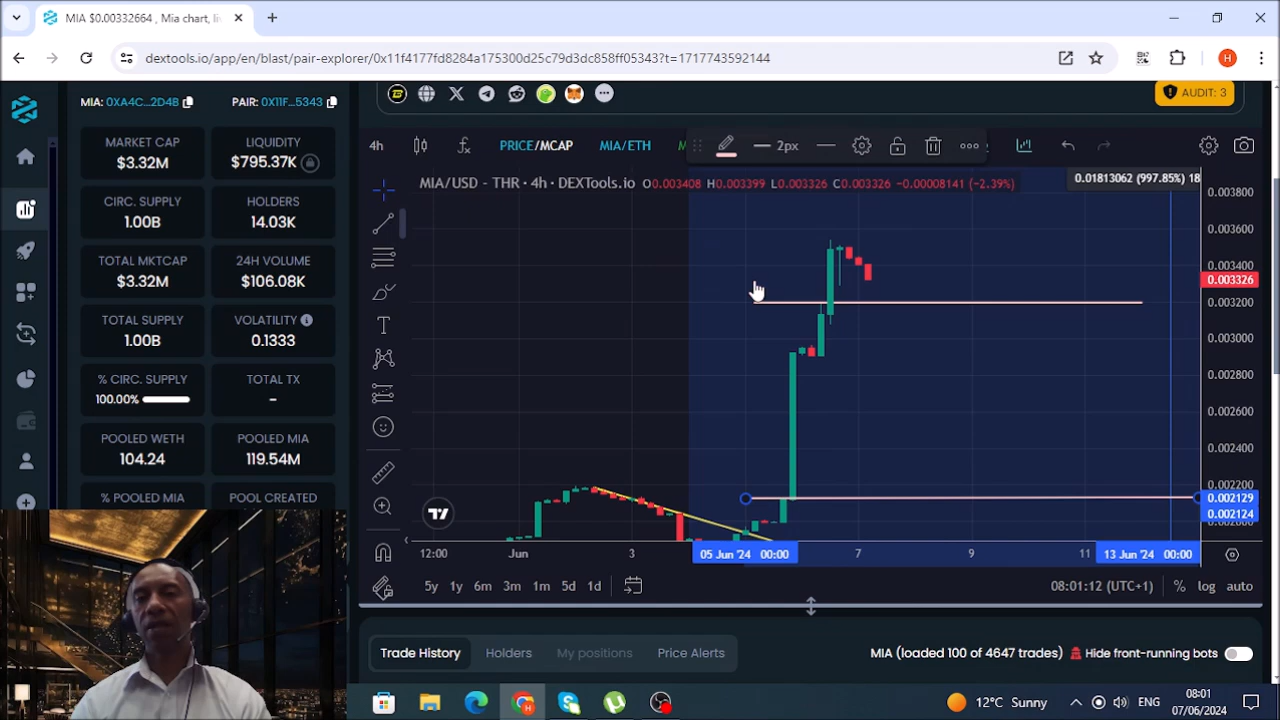 MIA $0.00332664 , Mia chart, li
dextools.io/app/en/blast/pair-explorer/0x11f4177fd8284a175300d25c79d3dc858ff05343?t=1717743592144
H
MIA: 0XA4C...2D4B PAIR: 0X11F...5343
AUDIT: 3
MARKET CAP
$3.32M
LIQUIDITY
$795.37K
CIRC. SUPPLY
1.00B
HOLDERS
14.03K
TOTAL MKTCAP
$3.32M
24H VOLUME
$106.08K
TOTAL SUPPLY
1.00B
VOLATILITY
0.1333
% CIRC. SUPPLY
100.00%
TOTAL TX
-
POOLED WETH
104.24
POOLED MIA
119.54M
% POOLED MIA
POOL CREATED
4h PRICE/MCAP MIA/ETH 2px
MIA/USD - THR · 4h · DEXTools.io O0.003408 H0.003399 L0.003326 C0.003326 -0.00008141 (-2.39%)
0.01813062 (997.85%) 18
0.003800
0.003600
0.003400
0.003326
0.003200
0.003000
0.002800
0.002600
0.002400
0.002200
0.002129
0.002124
12:00 Jun 3 05 Jun '24 00:00 7 9 11 13 Jun '24 00:00
5y 1y 6m 3m 1m 5d 1d 08:01:12 (UTC+1) % log auto
Trade History Holders My positions Price Alerts MIA (loaded 100 of 4647 trades) Hide front-running bots
12°C Sunny ENG 08:01
07/06/2024